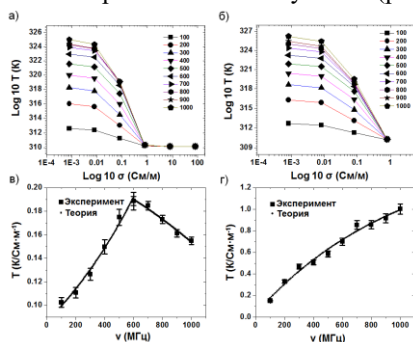 а)
Log 10 T (K)
326
324
322
320
318
316
314
312
310
1E-4 1E-3 0.01 0.1 1 10 100
Log 10 σ (См/м)
100
200
300
400
500
600
700
800
900
1000
б)
Log 10 T (K)
327
324
321
318
315
312
309
1E-4 1E-3 0.01 0.1 1
Log 10 σ (См/м)
100
200
300
400
500
600
700
800
900
1000
в)
T (K/См·м⁻¹)
0.20
0.18
0.16
0.14
0.12
0.10
Эксперимент
Теория
0 200 400 600 800 1000
ν (МГц)
г)
T (K/См·м⁻¹)
1.2
1.0
0.8
0.6
0.4
0.2
0.0
Эксперимент
Теория
0 200 400 600 800 1000
ν (МГц)